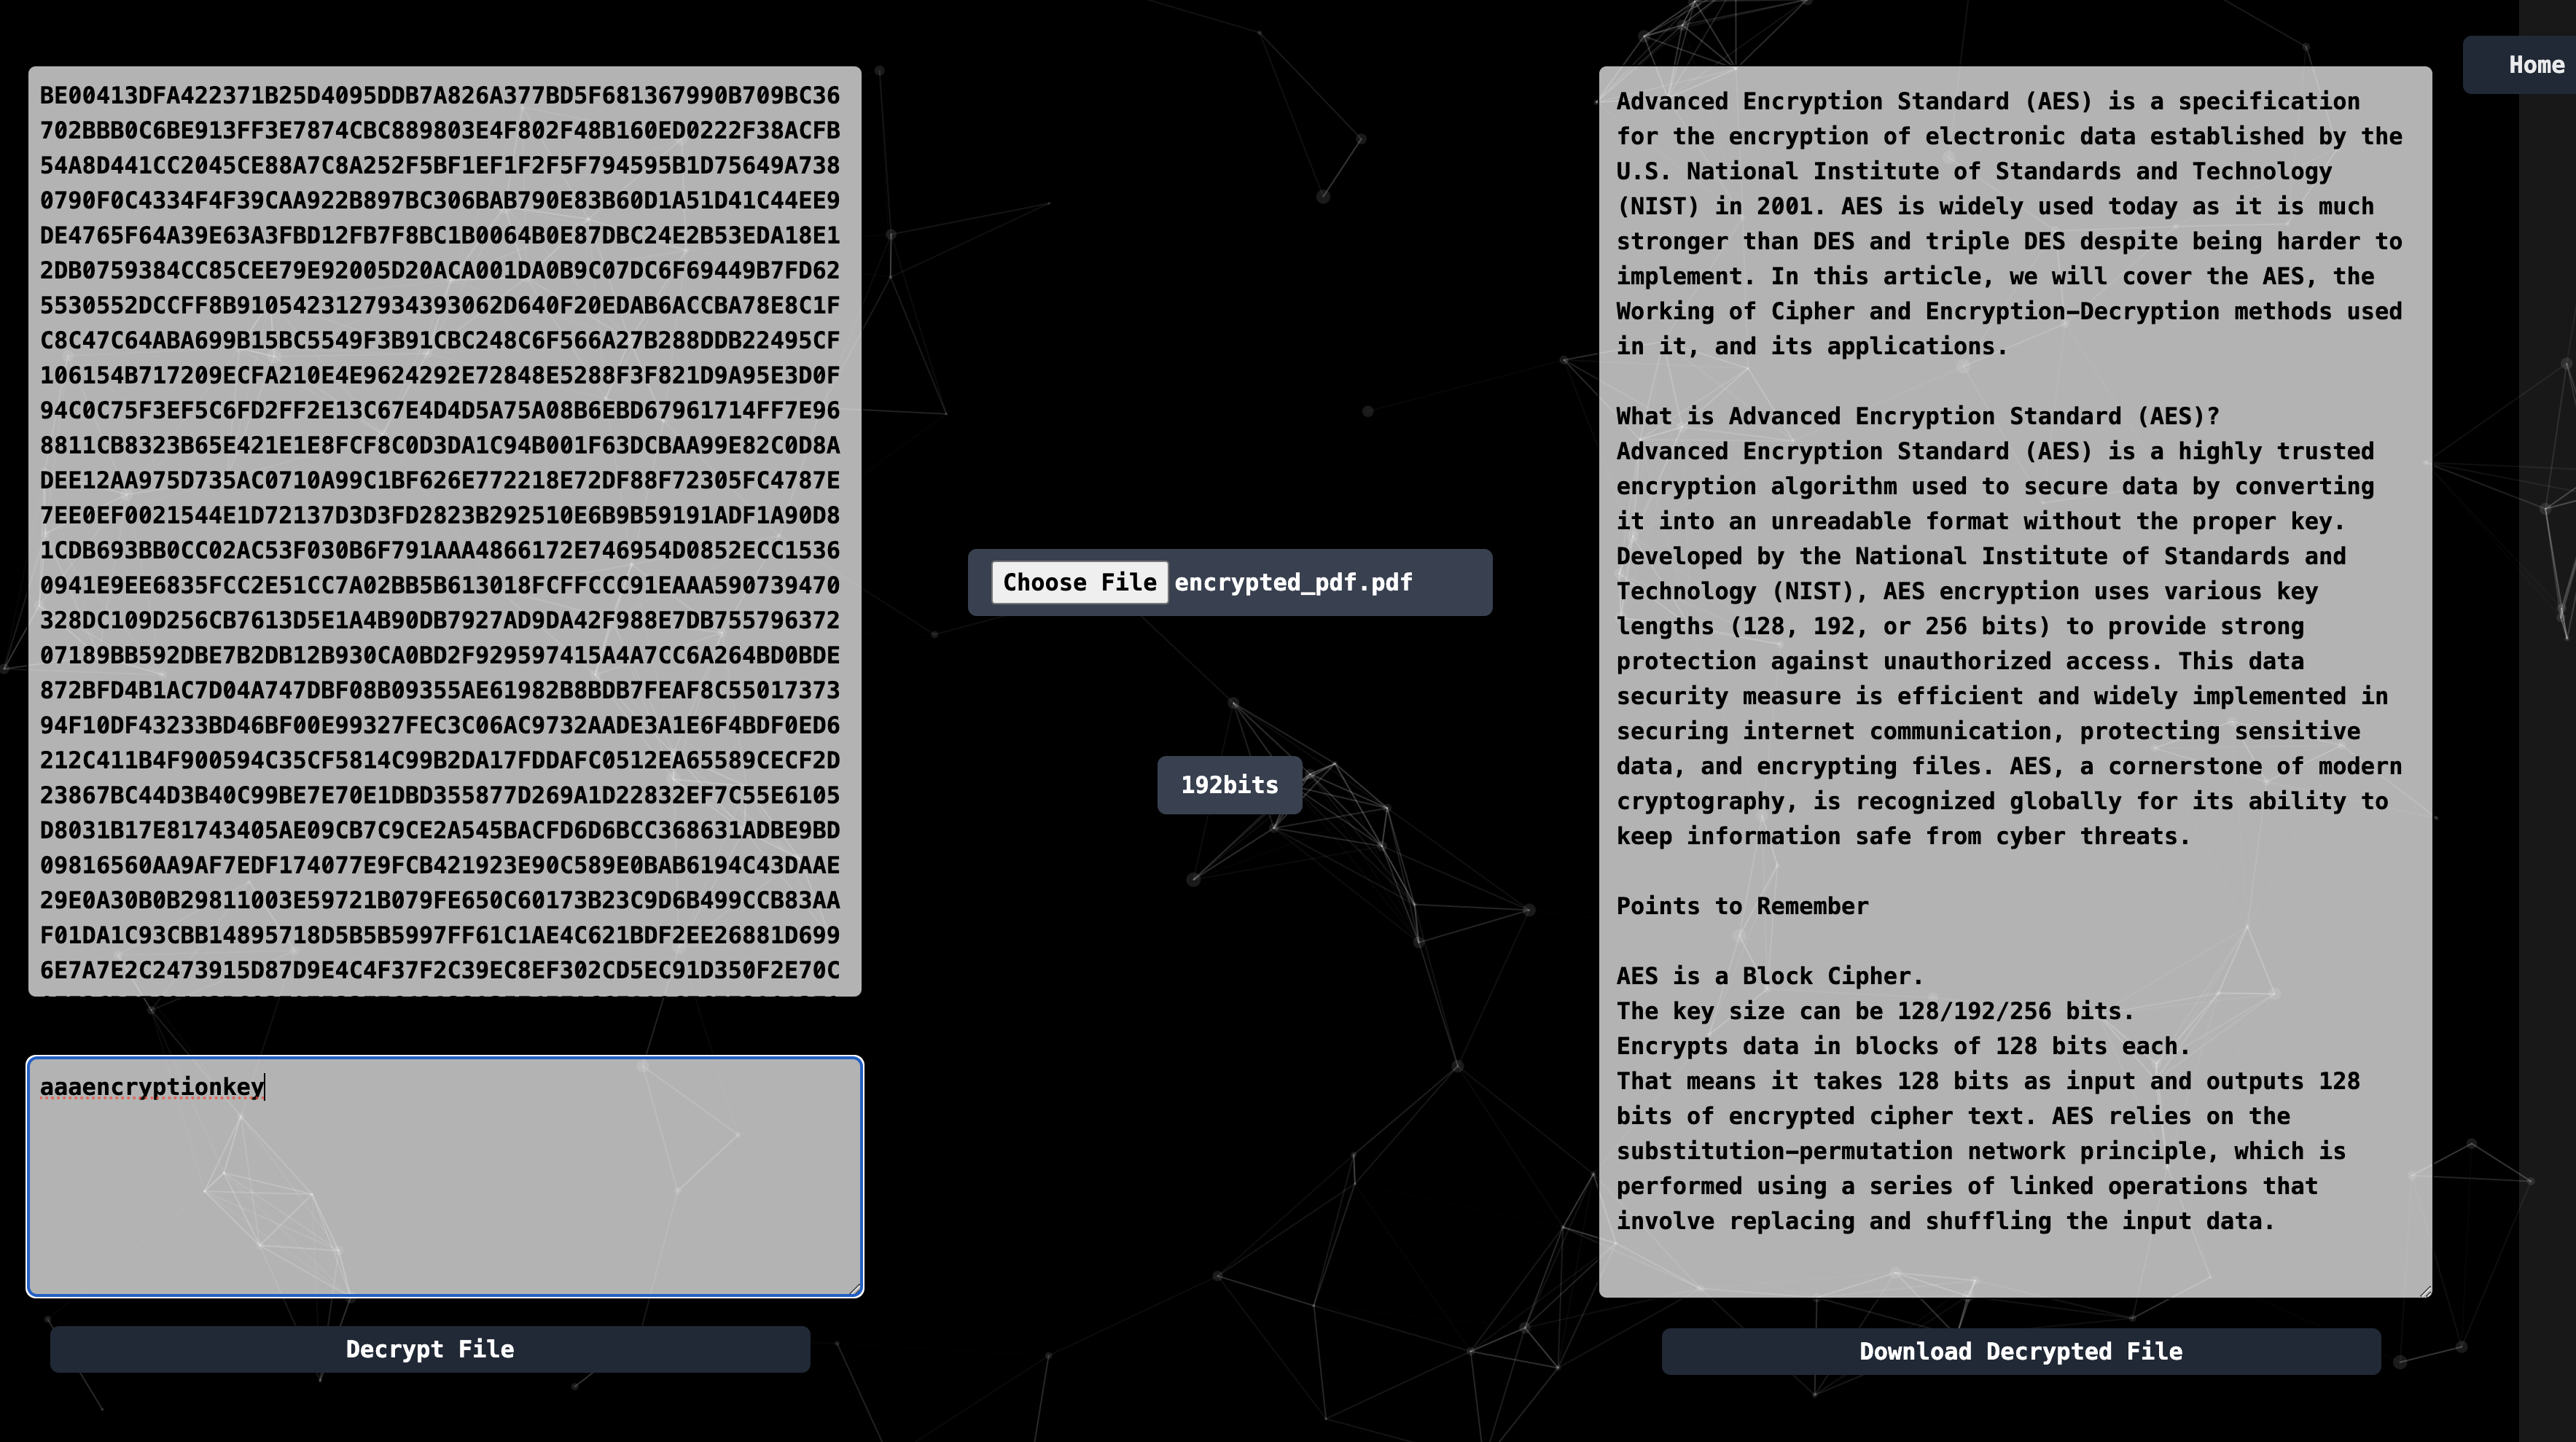 BE00413DFA422371B25D4095DDB7A826A377BD5F681367990B709BC36
702BBB0C6BE913FF3E7874CBC889803E4F802F48B160ED0222F38ACFB
54A8D441CC2045CE88A7C8A252F5BF1EF1F2F5F794595B1D75649A738
0790F0C4334F4F39CAA922B897BC306BAB790E83B60D1A51D41C44EE9
DE4765F64A39E63A3FBD12FB7F8BC1B0064B0E87DBC24E2B53EDA18E1
2DB0759384CC85CEE79E92005D20ACA001DA0B9C07DC6F69449B7FD62
5530552DCCFF8B9105423127934393062D640F20EDAB6ACCBA78E8C1F
C8C47C64ABA699B15BC5549F3B91CBC248C6F566A27B288DDB22495CF
106154B717209ECFA210E4E9624292E72848E5288F3F821D9A95E3D0F
94C0C75F3EF5C6FD2FF2E13C67E4D4D5A75A08B6EBD67961714FF7E96
8811CB8323B65E421E1E8FCF8C0D3DA1C94B001F63DCBAA99E82C0D8A
DEE12AA975D735AC0710A99C1BF626E772218E72DF88F72305FC4787E
7EE0EF0021544E1D72137D3D3FD2823B292510E6B9B59191ADF1A90D8
1CDB693BB0CC02AC53F030B6F791AAA4866172E746954D0852ECC1536
0941E9EE6835FCC2E51CC7A02BB5B613018FCFFCCC91EAAA590739470
328DC109D256CB7613D5E1A4B90DB7927AD9DA42F988E7DB755796372
07189BB592DBE7B2DB12B930CA0BD2F929597415A4A7CC6A264BD0BDE
872BFD4B1AC7D04A747DBF08B09355AE61982B8BDB7FEAF8C55017373
94F10DF43233BD46BF00E99327FEC3C06AC9732AADE3A1E6F4BDF0ED6
212C411B4F900594C35CF5814C99B2DA17FDDAFC0512EA65589CECF2D
23867BC44D3B40C99BE7E70E1DBD355877D269A1D22832EF7C55E6105
D8031B17E81743405AE09CB7C9CE2A545BACFD6D6BCC368631ADBE9BD
09816560AA9AF7EDF174077E9FCB421923E90C589E0BAB6194C43DAAE
29E0A30B0B29811003E59721B079FE650C60173B23C9D6B499CCB83AA
F01DA1C93CBB14895718D5B5B5997FF61C1AE4C621BDF2EE26881D699
6E7A7E2C2473915D87D9E4C4F37F2C39EC8EF302CD5EC91D350F2E70C
aaaencryptionkey
Decrypt File
Choose File encrypted_pdf.pdf
192bits
Home
Advanced Encryption Standard (AES) is a specification
for the encryption of electronic data established by the
U.S. National Institute of Standards and Technology
(NIST) in 2001. AES is widely used today as it is much
stronger than DES and triple DES despite being harder to
implement. In this article, we will cover the AES, the
Working of Cipher and Encryption–Decryption methods used
in it, and its applications.
What is Advanced Encryption Standard (AES)?
Advanced Encryption Standard (AES) is a highly trusted
encryption algorithm used to secure data by converting
it into an unreadable format without the proper key.
Developed by the National Institute of Standards and
Technology (NIST), AES encryption uses various key
lengths (128, 192, or 256 bits) to provide strong
protection against unauthorized access. This data
security measure is efficient and widely implemented in
securing internet communication, protecting sensitive
data, and encrypting files. AES, a cornerstone of modern
cryptography, is recognized globally for its ability to
keep information safe from cyber threats.
Points to Remember
AES is a Block Cipher.
The key size can be 128/192/256 bits.
Encrypts data in blocks of 128 bits each.
That means it takes 128 bits as input and outputs 128
bits of encrypted cipher text. AES relies on the
substitution–permutation network principle, which is
performed using a series of linked operations that
involve replacing and shuffling the input data.
Download Decrypted File